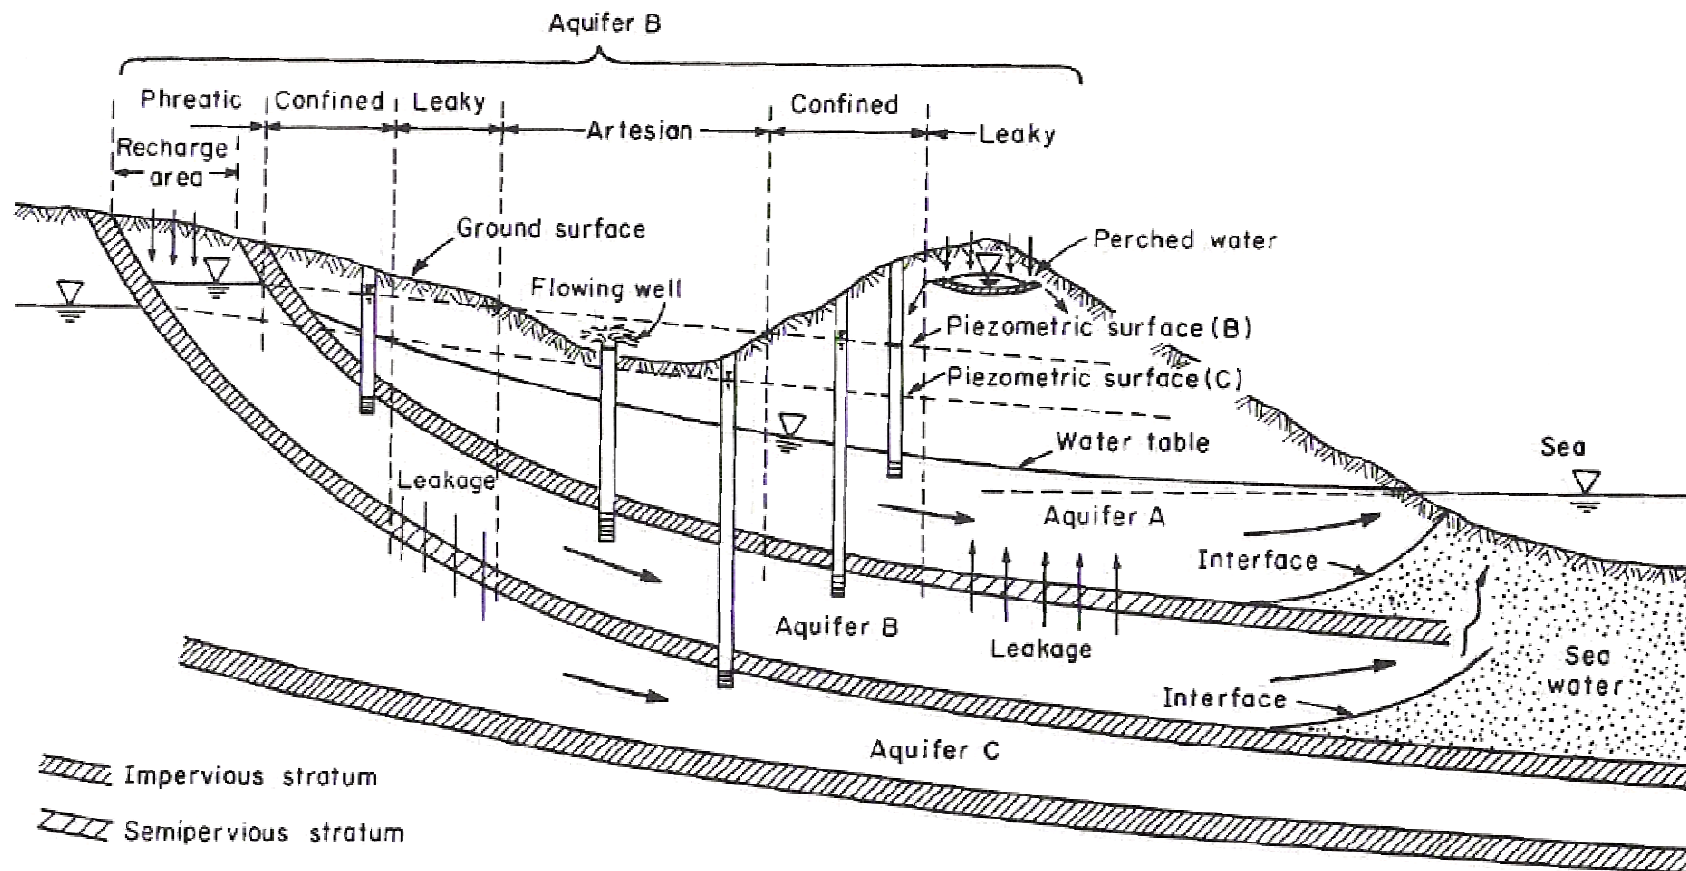 Aquifer B
Phreatic Confined Leaky Artesian Confined Leaky
Recharge
area
Ground surface
Flowing well
Perched water
Piezometric surface (B)
Piezometric surface (C)
Water table
Sea
Leakage
Aquifer A
Interface
Aquifer B
Leakage
Interface
Sea
water
Aquifer C
Impervious stratum
Semipervious stratum